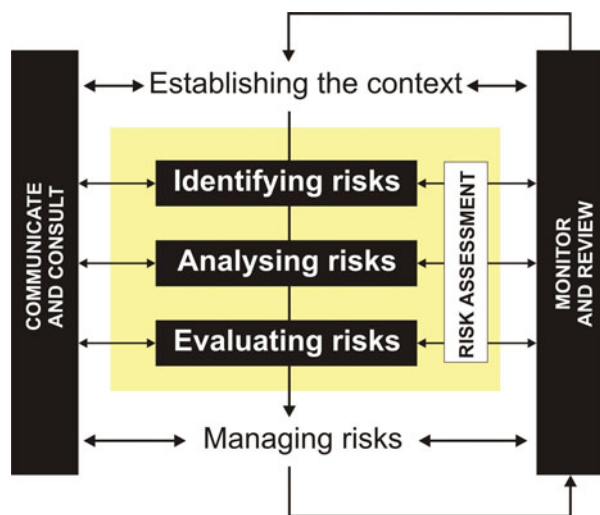 Establishing the context
COMMUNICATE
AND CONSULT
Identifying risks
Analysing risks
Evaluating risks
RISK ASSESSMENT
MONITOR
AND REVIEW
Managing risks